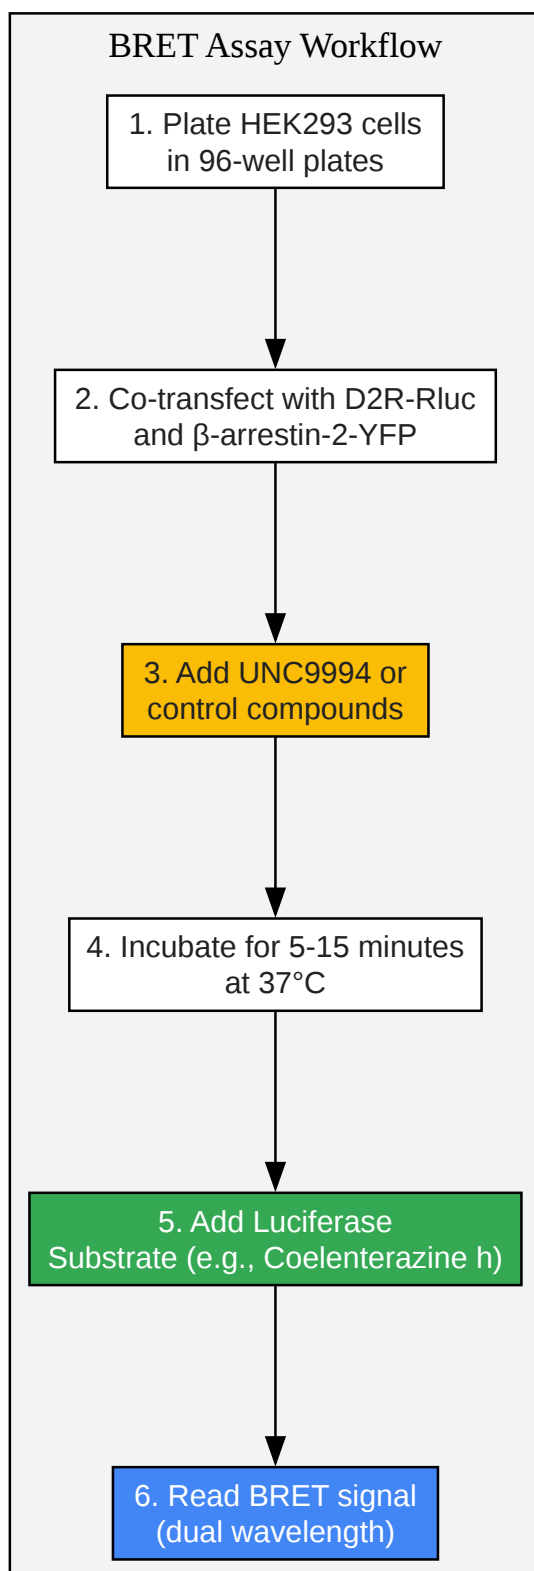 BRET Assay Workflow
1. Plate HEK293 cells
in 96-well plates
2. Co-transfect with D2R-Rluc
and β-arrestin-2-YFP
3. Add UNC9994 or
control compounds
4. Incubate for 5-15 minutes
at 37°C
5. Add Luciferase
Substrate (e.g., Coelenterazine h)
6. Read BRET signal
(dual wavelength)